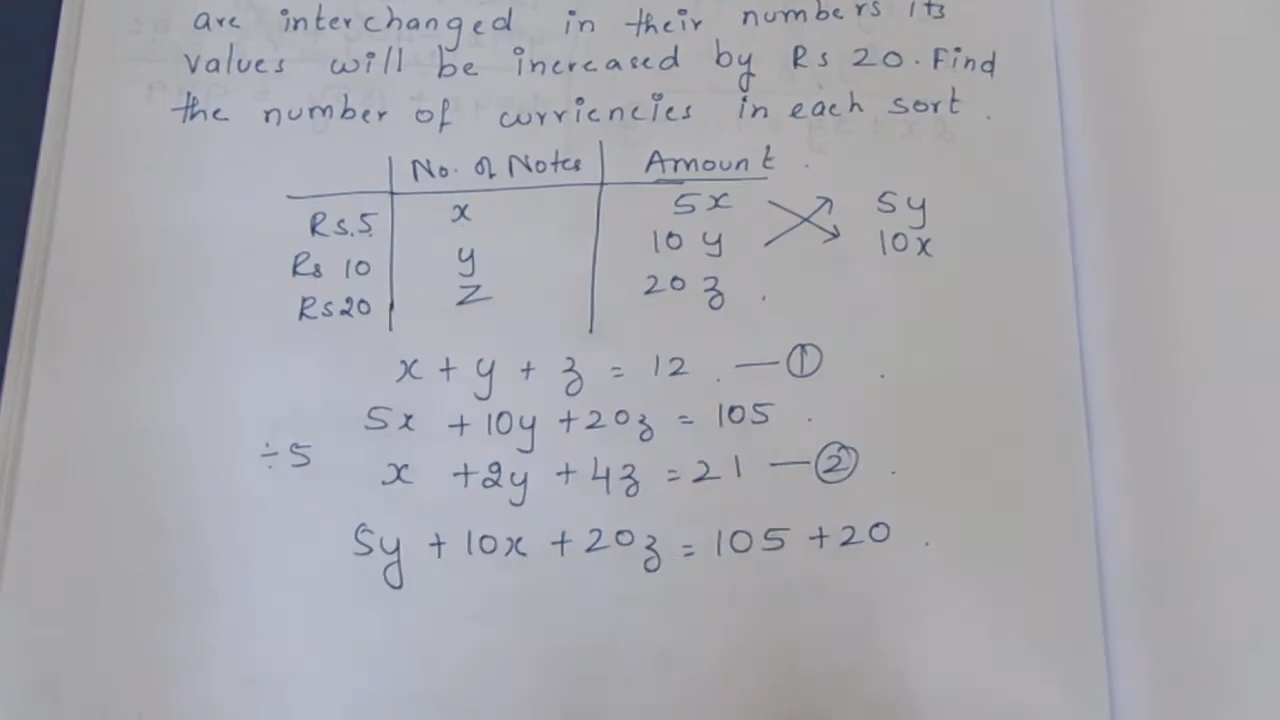 are interchanged in their numbers its
values will be increased by Rs 20. Find
the number of curriencies in each sort.
No. of Notes Amount.
Rs.5 x 5x 5y
Rs 10 y 10y 10x
Rs20 z 20z.
x + y + z = 12. — ①
5x + 10y + 20z = 105.
÷5 x + 2y + 4z = 21 — ②.
5y + 10x + 20z = 105 + 20.